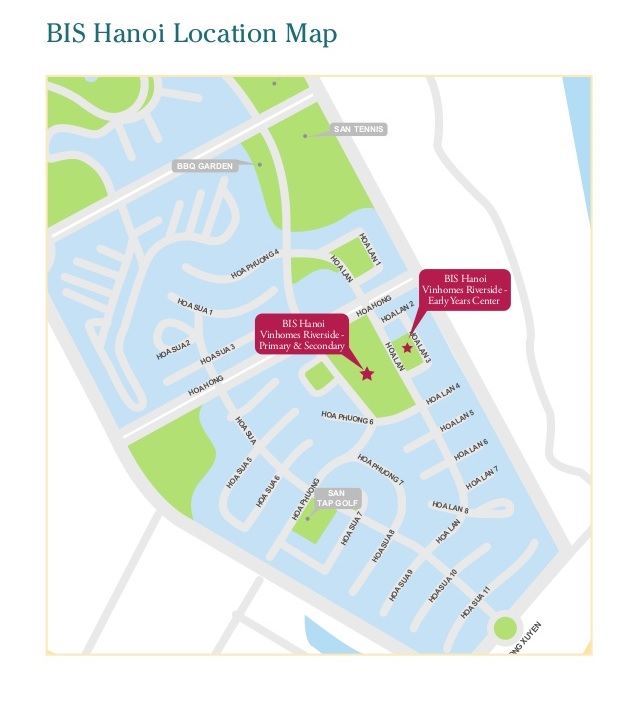 BIS Hanoi Location Map
SAN TENNIS
BBQ GARDEN
HOA LAN 1
HOA PHUONG 4
HOA LAN
BIS Hanoi
Vinhomes Riverside -
Early Years Center
HOA SUA 1
HOA HONG
HOA LAN 2
BIS Hanoi
Vinhomes Riverside -
Primary & Secondary
HOA SUA 2
HOA SUA 3
HOA LAN
HOA LAN 3
HOA HONG
HOA LAN 4
HOA PHUONG 6
HOA LAN 5
HOA SUA
HOA LAN 6
HOA SUA 5
HOA PHUONG 7
HOA LAN 7
HOA SUA 6
HOA PHUONG
SAN
TAP GOLF
HOA LAN 8
HOA SUA 7
HOA LAN
HOA SUA 8
HOA SUA 9
HOA SUA 10
HOA SUA 11
NG XUYEN